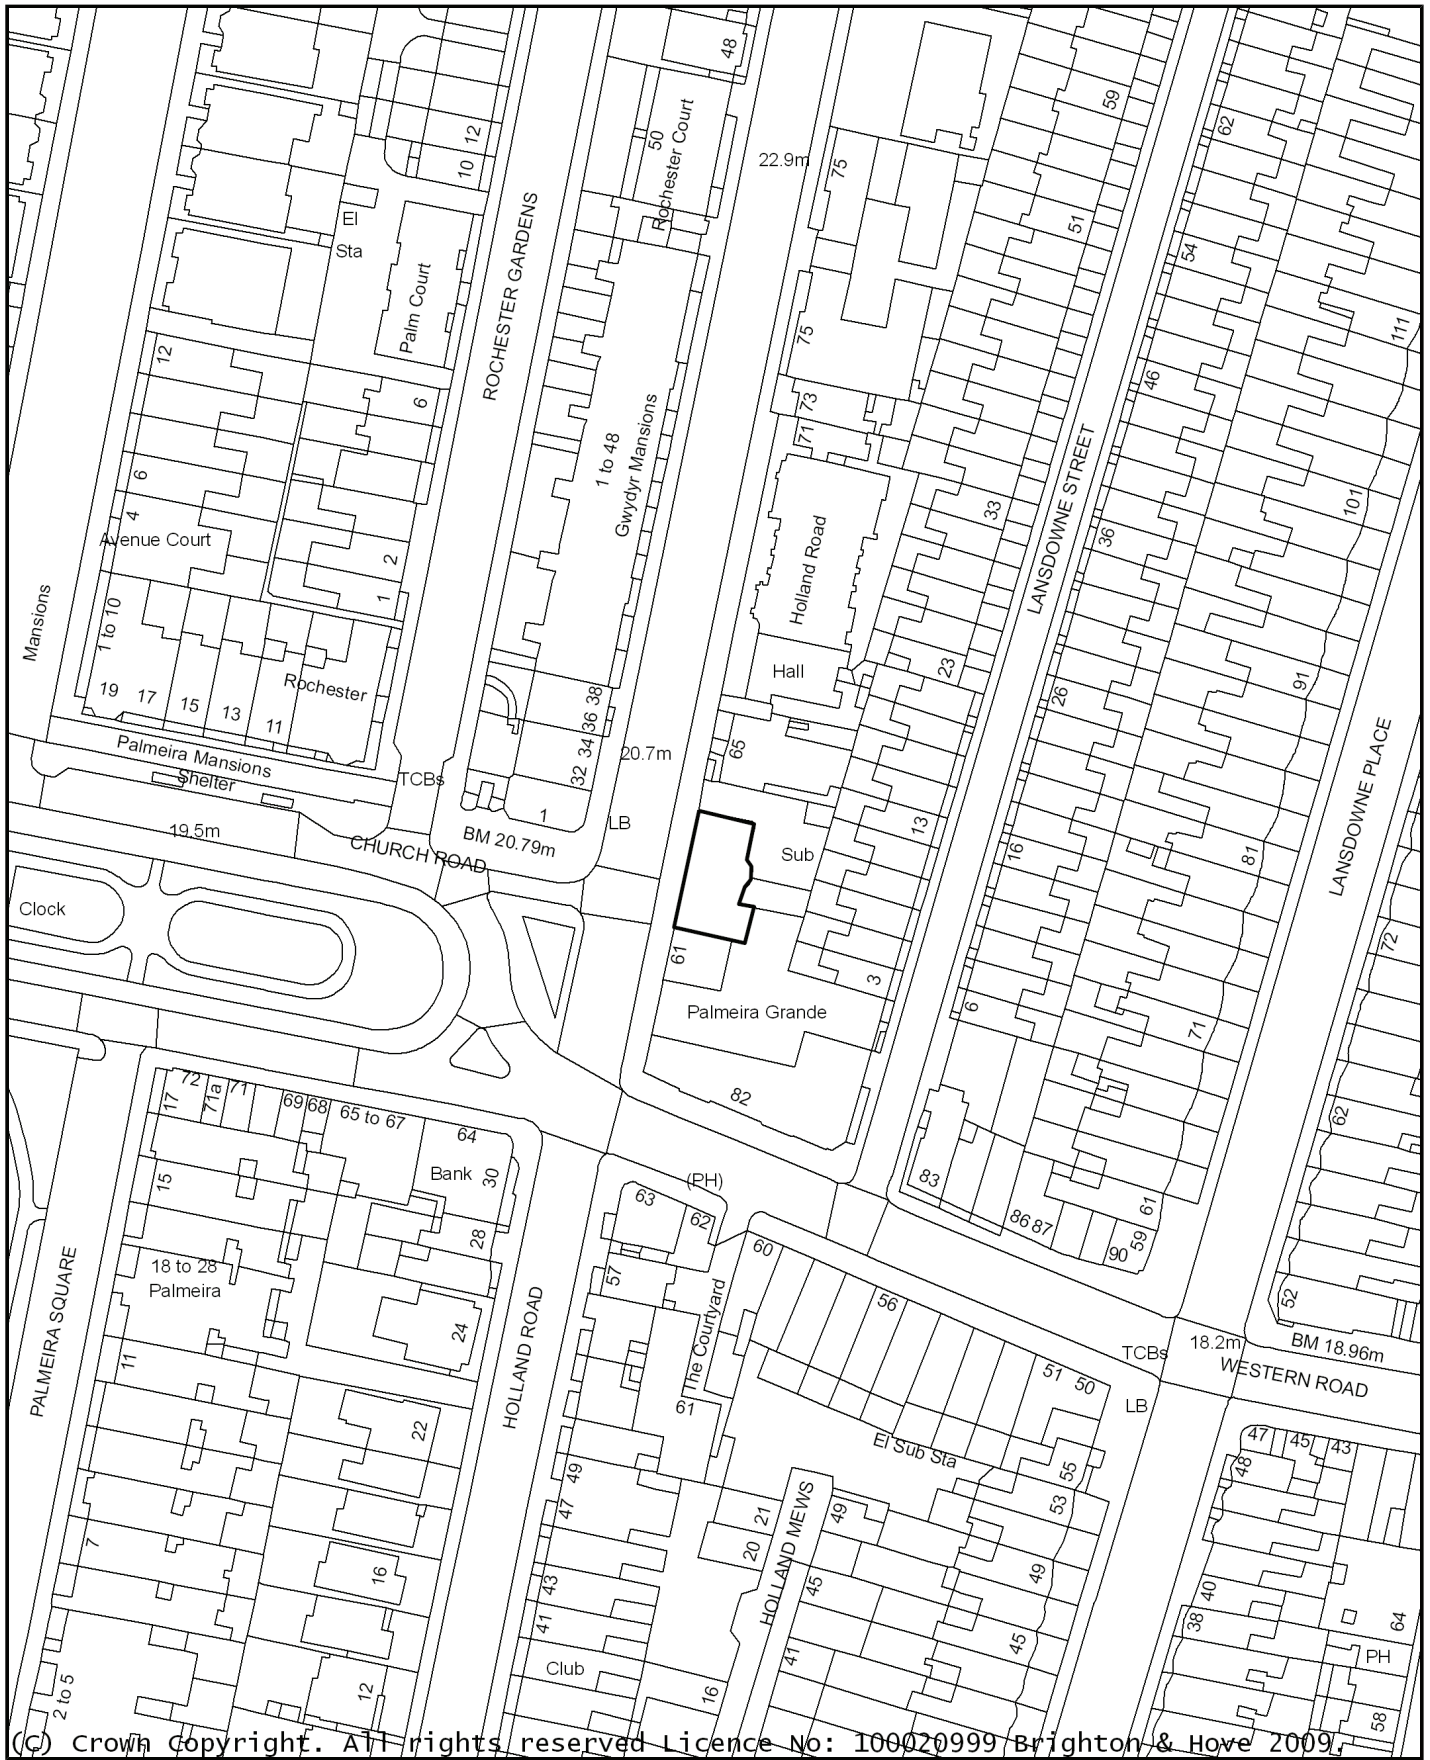 48
59
62
12
10
50
Rochester Court
22.9m
75
El
Sta
51
54
ROCHESTER GARDENS
Palm Court
75
111
12
6
46
73
71
1 to 48
Gwydyr Mansions
LANSDOWNE STREET
6
4
Avenue Court
33
101
36
2
1
Holland Road
Mansions
1 to 10
Hall
23
91
26
19
17
15
13
11
Rochester
38
36
34
32
20.7m
65
Palmeira Mansions
Shelter
TCBs
1
LB
BM 20.79m
19.5m
CHURCH ROAD
LANSDOWNE PLACE
13
Sub
16
81
Clock
72
61
3
6
Palmeira Grande
71
82
62
72
71a
71
17
69
68
65 to 67
64
Bank
30
15
28
(PH)
63
62
83
86
87
61
59
90
60
18 to 28
Palmeira
57
The Courtyard
56
52
PALMEIRA SQUARE
HOLLAND ROAD
24
11
18.2m
TCBs
BM 18.96m
WESTERN ROAD
51
50
LB
61
22
El Sub Sta
47
45
43
48
55
53
49
47
21
20
HOLLAND MEWS
49
7
16
43
41
45
49
40
38
64
PH
45
41
Club
12
16
2 to 5
58
(c) Crown Copyright. All rights reserved Licence No: 100020999 Brighton & Hove 2009.